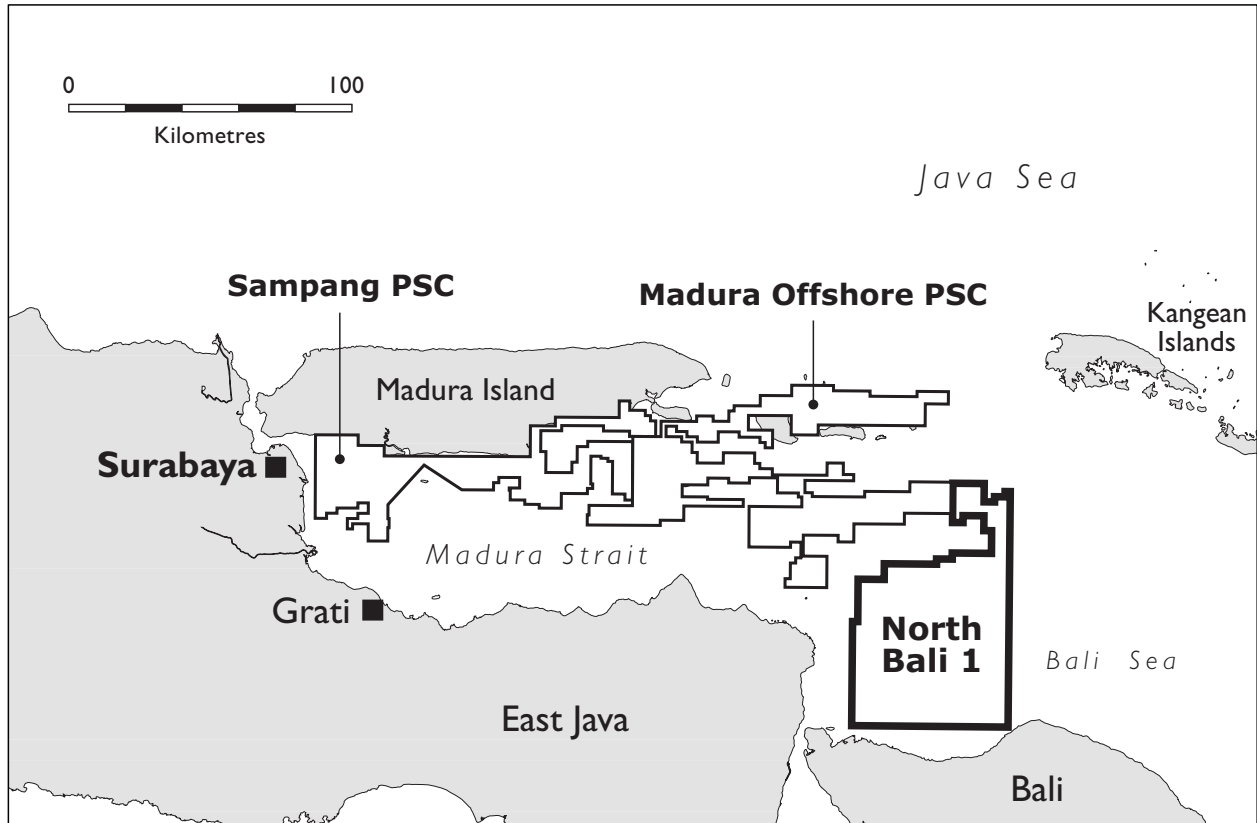 0 100
Kilometres
Java Sea
Sampang PSC
Madura Offshore PSC
Kangean
Islands
Madura Island
Surabaya
Madura Strait
Grati
North
Bali 1
Bali Sea
East Java
Bali